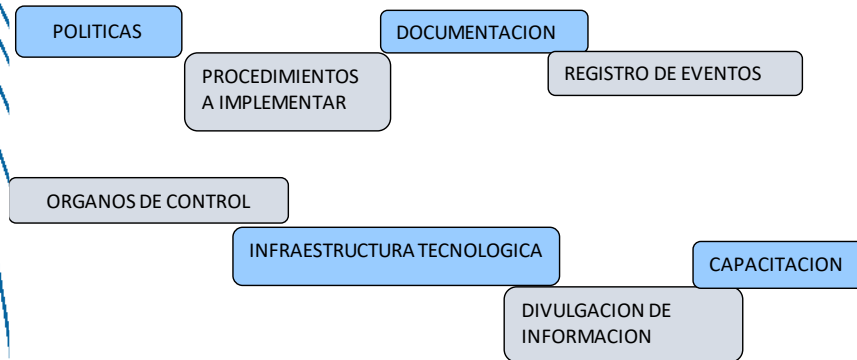 POLITICAS
DOCUMENTACION
PROCEDIMIENTOS
A IMPLEMENTAR
REGISTRO DE EVENTOS
ORGANOS DE CONTROL
INFRAESTRUCTURA TECNOLOGICA
CAPACITACION
DIVULGACION DE
INFORMACION